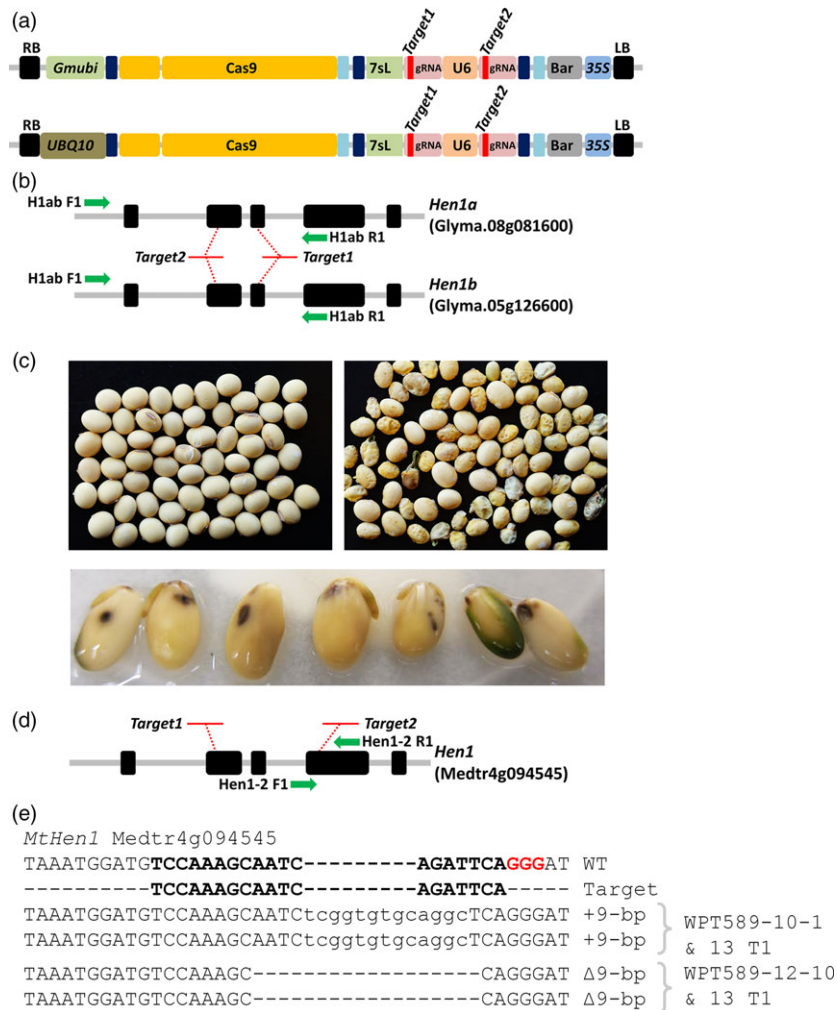 (a)
RB Gmubi Cas9 7sL Target1 gRNA U6 Target2 gRNA Bar 35S LB
RB UBQ10 Cas9 7sL Target1 gRNA U6 Target2 gRNA Bar 35S LB
(b)
H1ab F1
Hen1a
(Glyma.08g081600)
H1ab R1
Target2 Target1
H1ab F1
Hen1b
(Glyma.05g126600)
H1ab R1
(c)
(d)
Target1 Target2
Hen1-2 R1
Hen1
(Medtr4g094545)
Hen1-2 F1
(e)
MtHen1 Medtr4g094545
TAAATGGATGTCCAAAGCAATC---------AGATTCAGGGAT WT
----------TCCAAAGCAATC---------AGATTCA----- Target
TAAATGGATGTCCAAAGCAATCtcggtgtgcaggcTCAGGGAT +9-bp
TAAATGGATGTCCAAAGCAATCtcggtgtgcaggcTCAGGGAT +9-bp
WPT589-10-1
& 13 T1
TAAATGGATGTCCAAAGC------------------CAGGGAT Δ9-bp
TAAATGGATGTCCAAAGC------------------CAGGGAT Δ9-bp
WPT589-12-10
& 13 T1